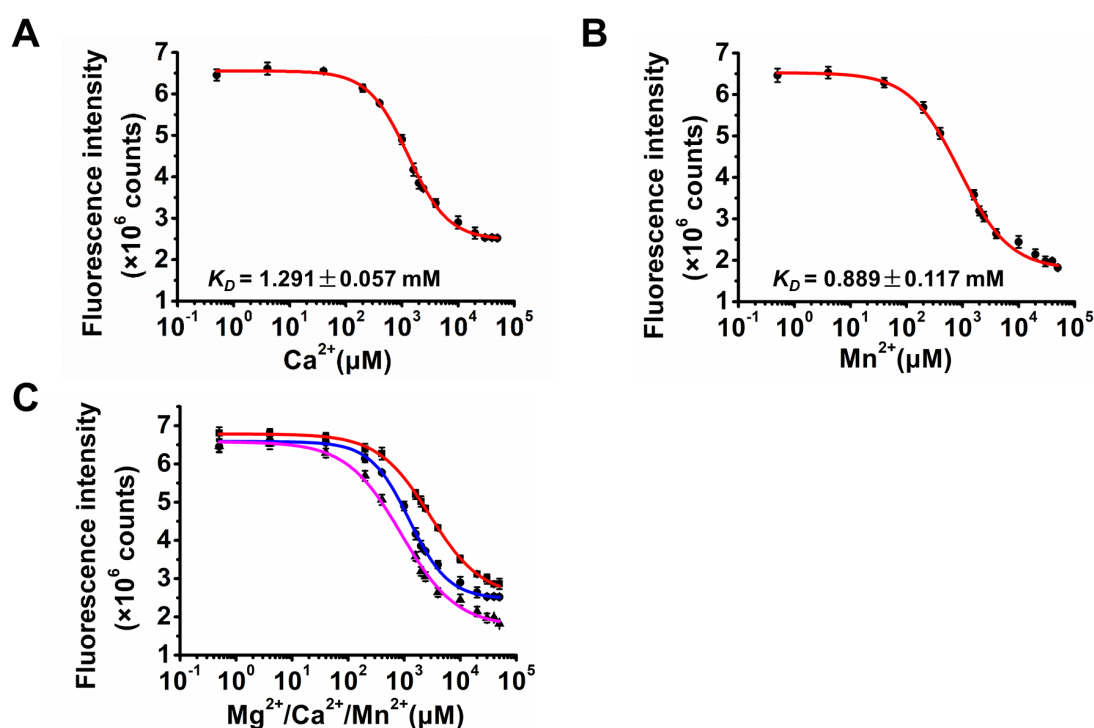 A
Fluorescence intensity
(×10⁶ counts)
7
6
5
4
3
2
1
K_D = 1.291±0.057 mM
10⁻¹ 10⁰ 10¹ 10² 10³ 10⁴ 10⁵
Ca²⁺(μM)
B
Fluorescence intensity
(×10⁶ counts)
7
6
5
4
3
2
1
K_D = 0.889±0.117 mM
10⁻¹ 10⁰ 10¹ 10² 10³ 10⁴ 10⁵
Mn²⁺(μM)
C
Fluorescence intensity
(×10⁶ counts)
7
6
5
4
3
2
1
10⁻¹ 10⁰ 10¹ 10² 10³ 10⁴ 10⁵
Mg²⁺/Ca²⁺/Mn²⁺(μM)